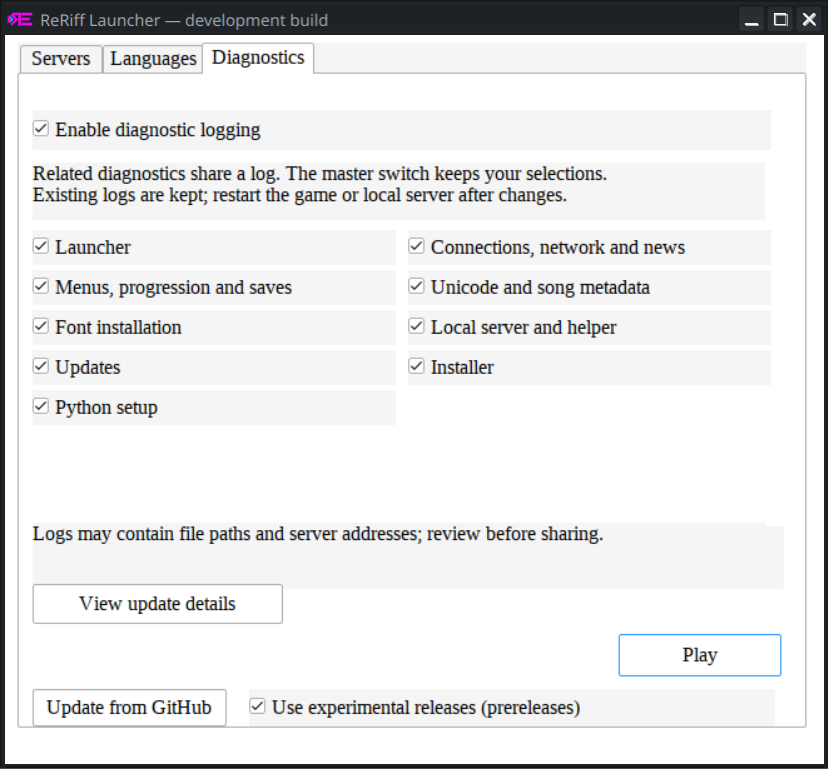 ReRiff Launcher — development build
Servers Languages Diagnostics
Enable diagnostic logging
Related diagnostics share a log. The master switch keeps your selections.
Existing logs are kept; restart the game or local server after changes.
Launcher Connections, network and news
Menus, progression and saves Unicode and song metadata
Font installation Local server and helper
Updates Installer
Python setup
Logs may contain file paths and server addresses; review before sharing.
View update details
Play
Update from GitHub Use experimental releases (prereleases)